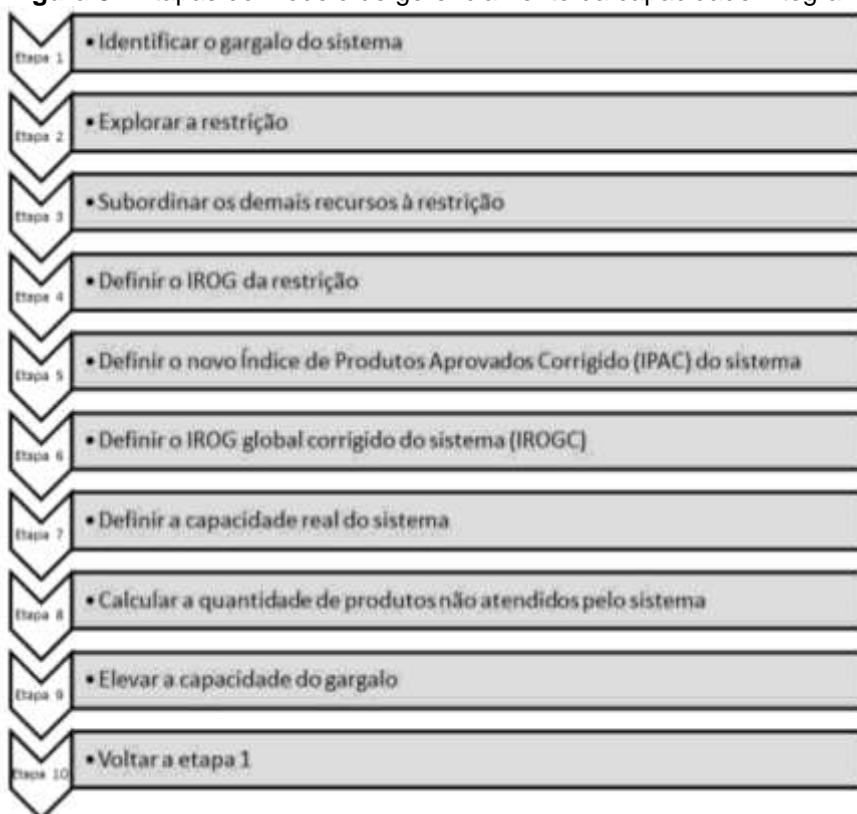 Etapa 1
• Identificar o gargalo do sistema
Etapa 2
• Explorar a restrição
Etapa 3
• Subordinar os demais recursos à restrição
Etapa 4
• Definir o IROG da restrição
Etapa 5
• Definir o novo Índice de Produtos Aprovados Corrigido (IPAC) do sistema
Etapa 6
• Definir o IROG global corrigido do sistema (IROGC)
Etapa 7
• Definir a capacidade real do sistema
Etapa 8
• Calcular a quantidade de produtos não atendidos pelo sistema
Etapa 9
• Elevar a capacidade do gargalo
Etapa 10
• Voltar a etapa 1